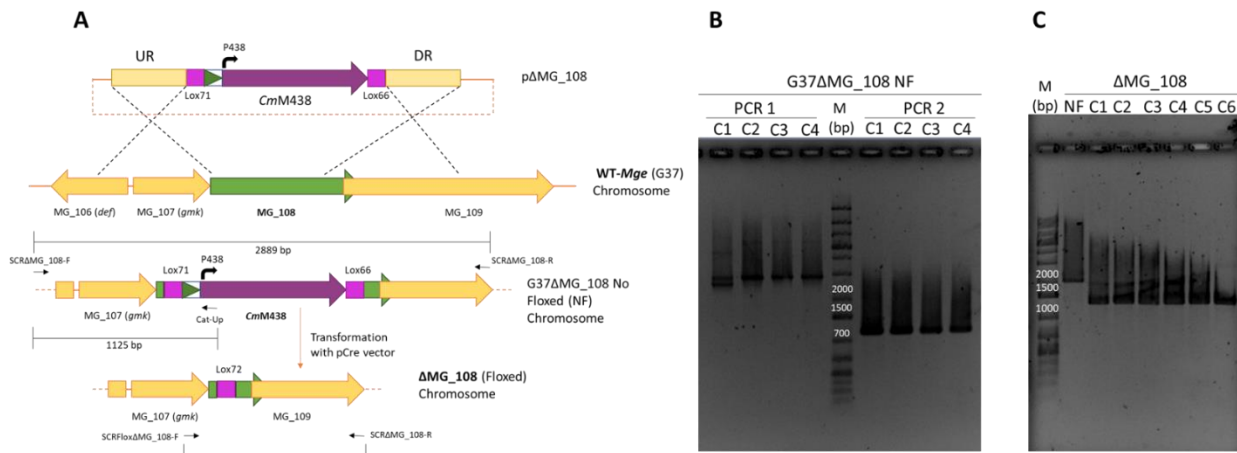 A
UR
P438
DR
pΔMG_108
Lox71
CmM438
Lox66
WT-Mge (G37)
Chromosome
MG_106 (def)
MG_107 (gmk)
MG_108
MG_109
2889 bp
SCRΔMG_108-F
SCRΔMG_108-R
Lox71
P438
Lox66
G37ΔMG_108 No
Floxed (NF)
Chromosome
MG_107 (gmk)
Cat-Up
CmM438
1125 bp
Transformation
with pCre vector
Lox72
ΔMG_108 (Floxed)
Chromosome
MG_107 (gmk)
MG_109
SCRFloxΔMG_108-F
SCRΔMG_108-R
B
G37ΔMG_108 NF
PCR 1
M
(bp)
PCR 2
C1 C2 C3 C4
C1 C2 C3 C4
2000
1500
700
C
M
(bp)
ΔMG_108
NF C1 C2 C3 C4 C5 C6
2000
1500
1000